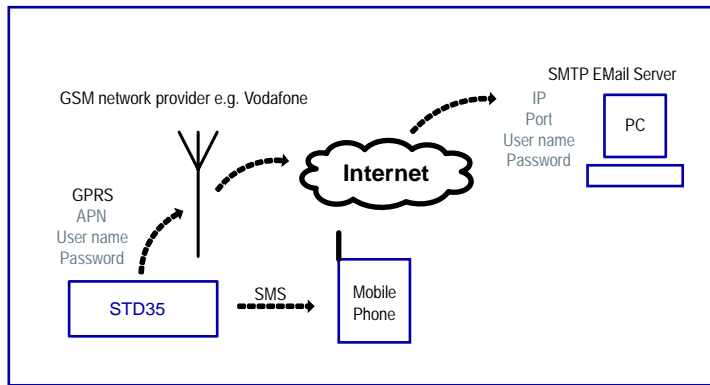 SMTP EMail Server
GSM network provider e.g. Vodafone
IP
Port
User name
Password
PC
Internet
GPRS
APN
User name
Password
STD35
SMS
Mobile
Phone